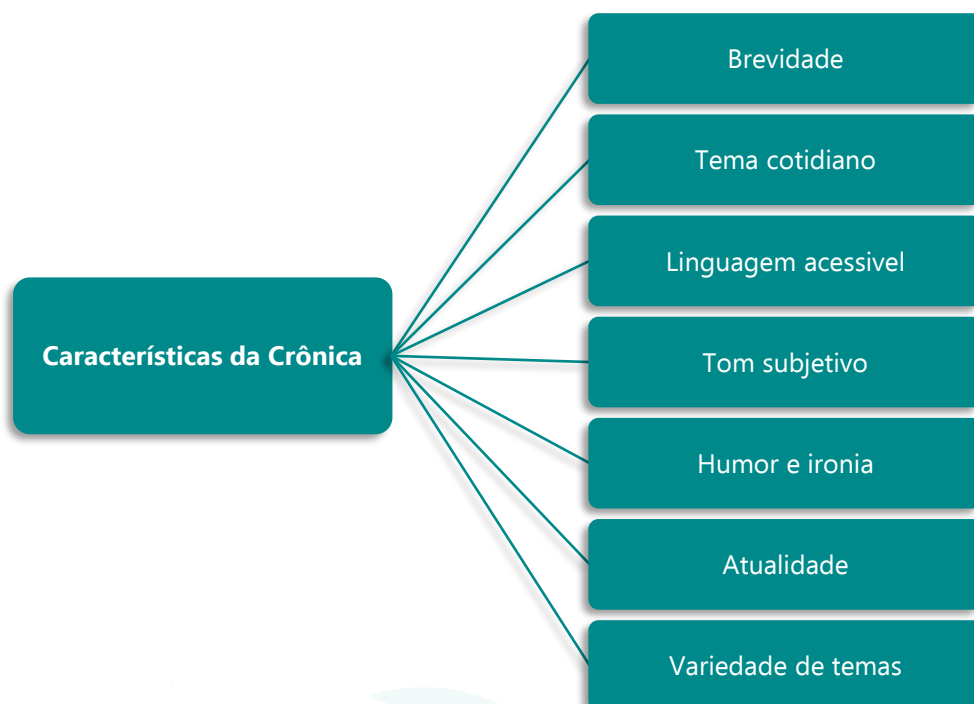 Características da Crônica
Brevidade
Tema cotidiano
Linguagem acessivel
Tom subjetivo
Humor e ironia
Atualidade
Variedade de temas